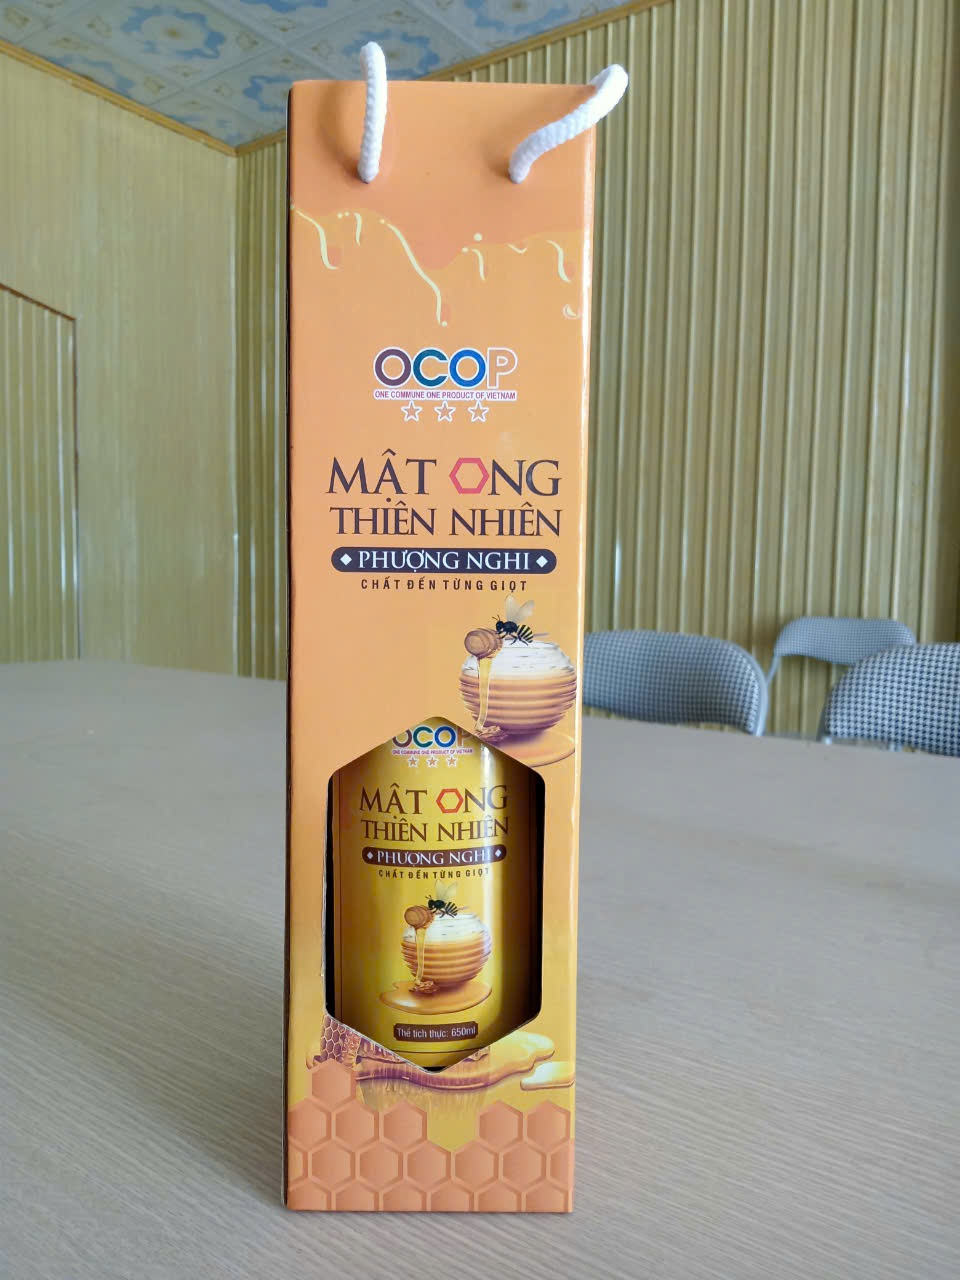 OCOP
ONE COMMUNE ONE PRODUCT OF VIETNAM
MẬT ONG
THIÊN NHIÊN
PHƯỢNG NGHI
CHẤT ĐẾN TỪNG GIỌT
OCOP
ONE COMMUNE ONE PRODUCT OF VIETNAM
MẬT ONG
THIÊN NHIÊN
PHƯỢNG NGHI
CHẤT ĐẾN TỪNG GIỌT
Thể tích thực: 650ml